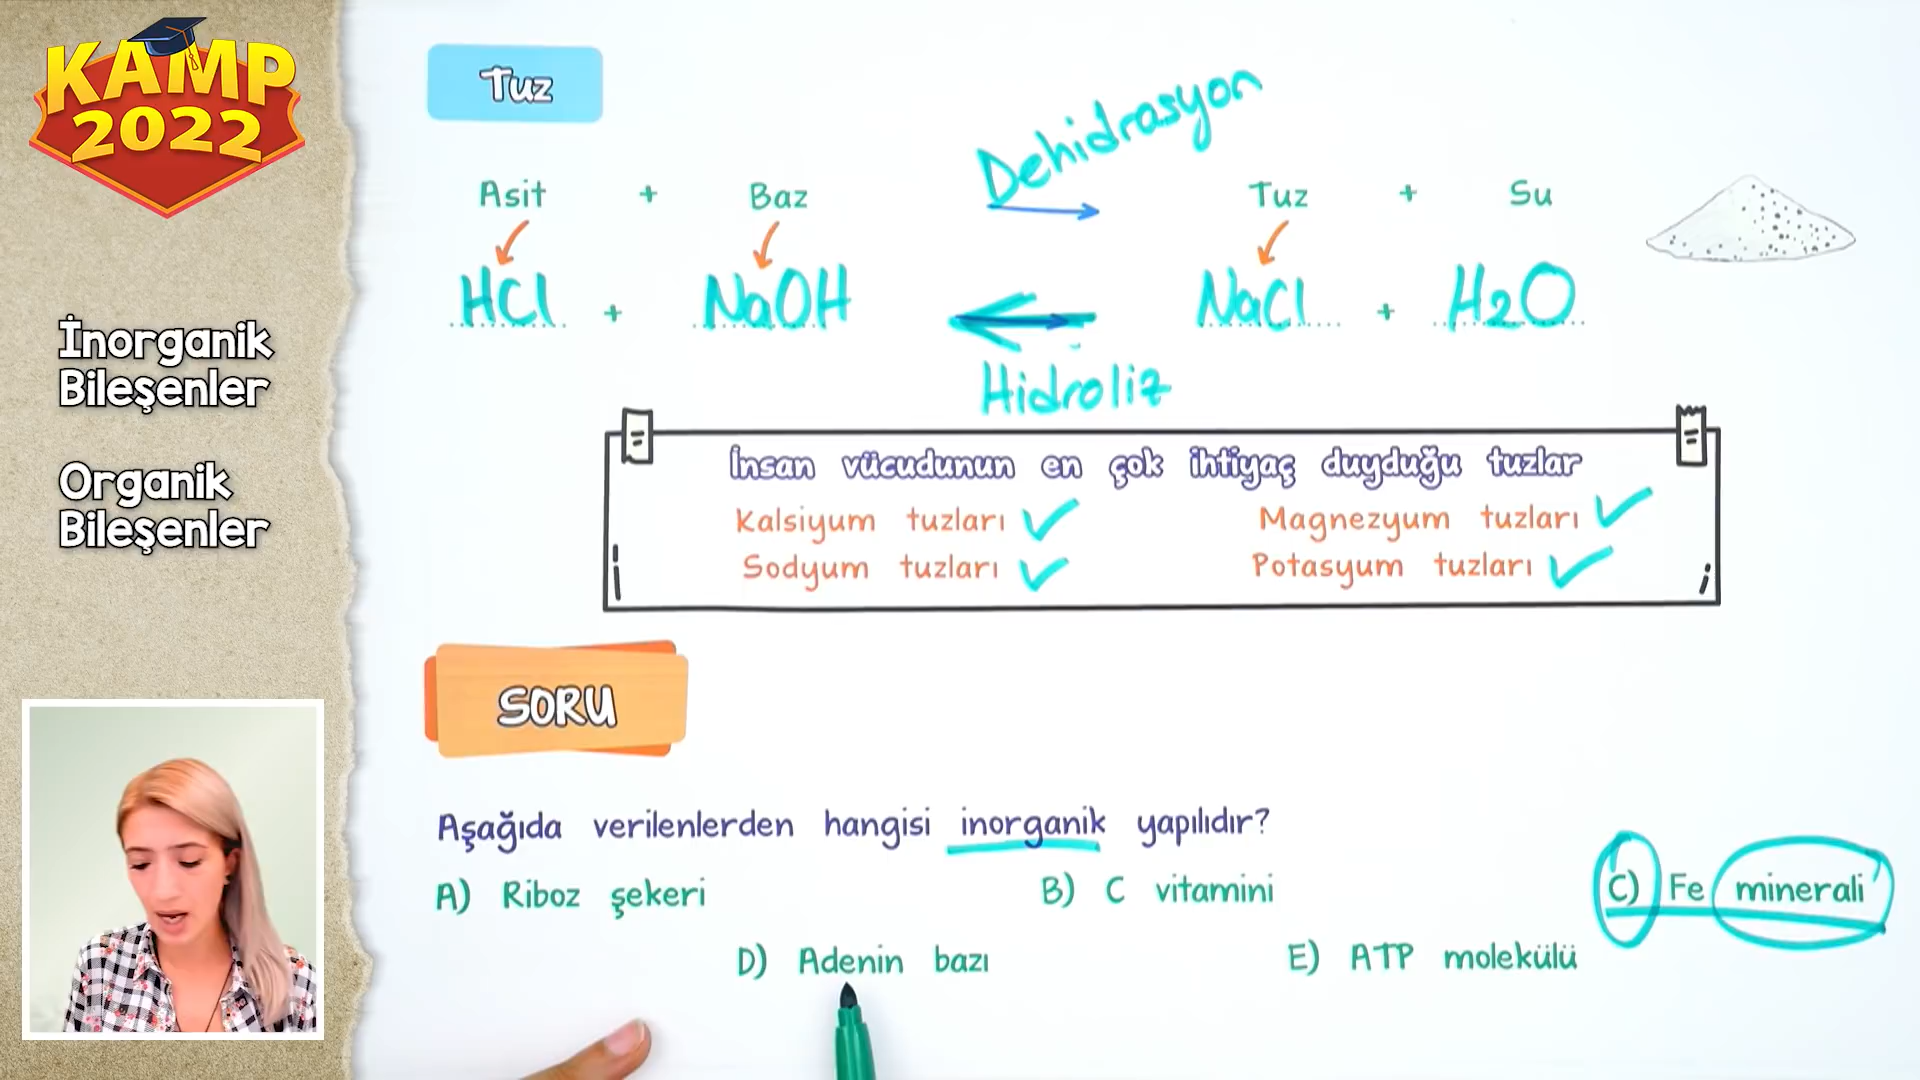 KAMP
2022
İnorganik
Bileşenler
Organik
Bileşenler
Tuz
Dehidrasyon
Asit + Baz Tuz + Su
HCl + NaOH NaCl + H2O
Hidroliz
İnsan vücudunun en çok ihtiyaç duyduğu tuzlar
Kalsiyum tuzları Magnezyum tuzları
Sodyum tuzları Potasyum tuzları
SORU
Aşağıda verilenlerden hangisi inorganik yapılıdır?
A) Riboz şekeri B) C vitamini C) Fe minerali
D) Adenin bazı E) ATP molekülü